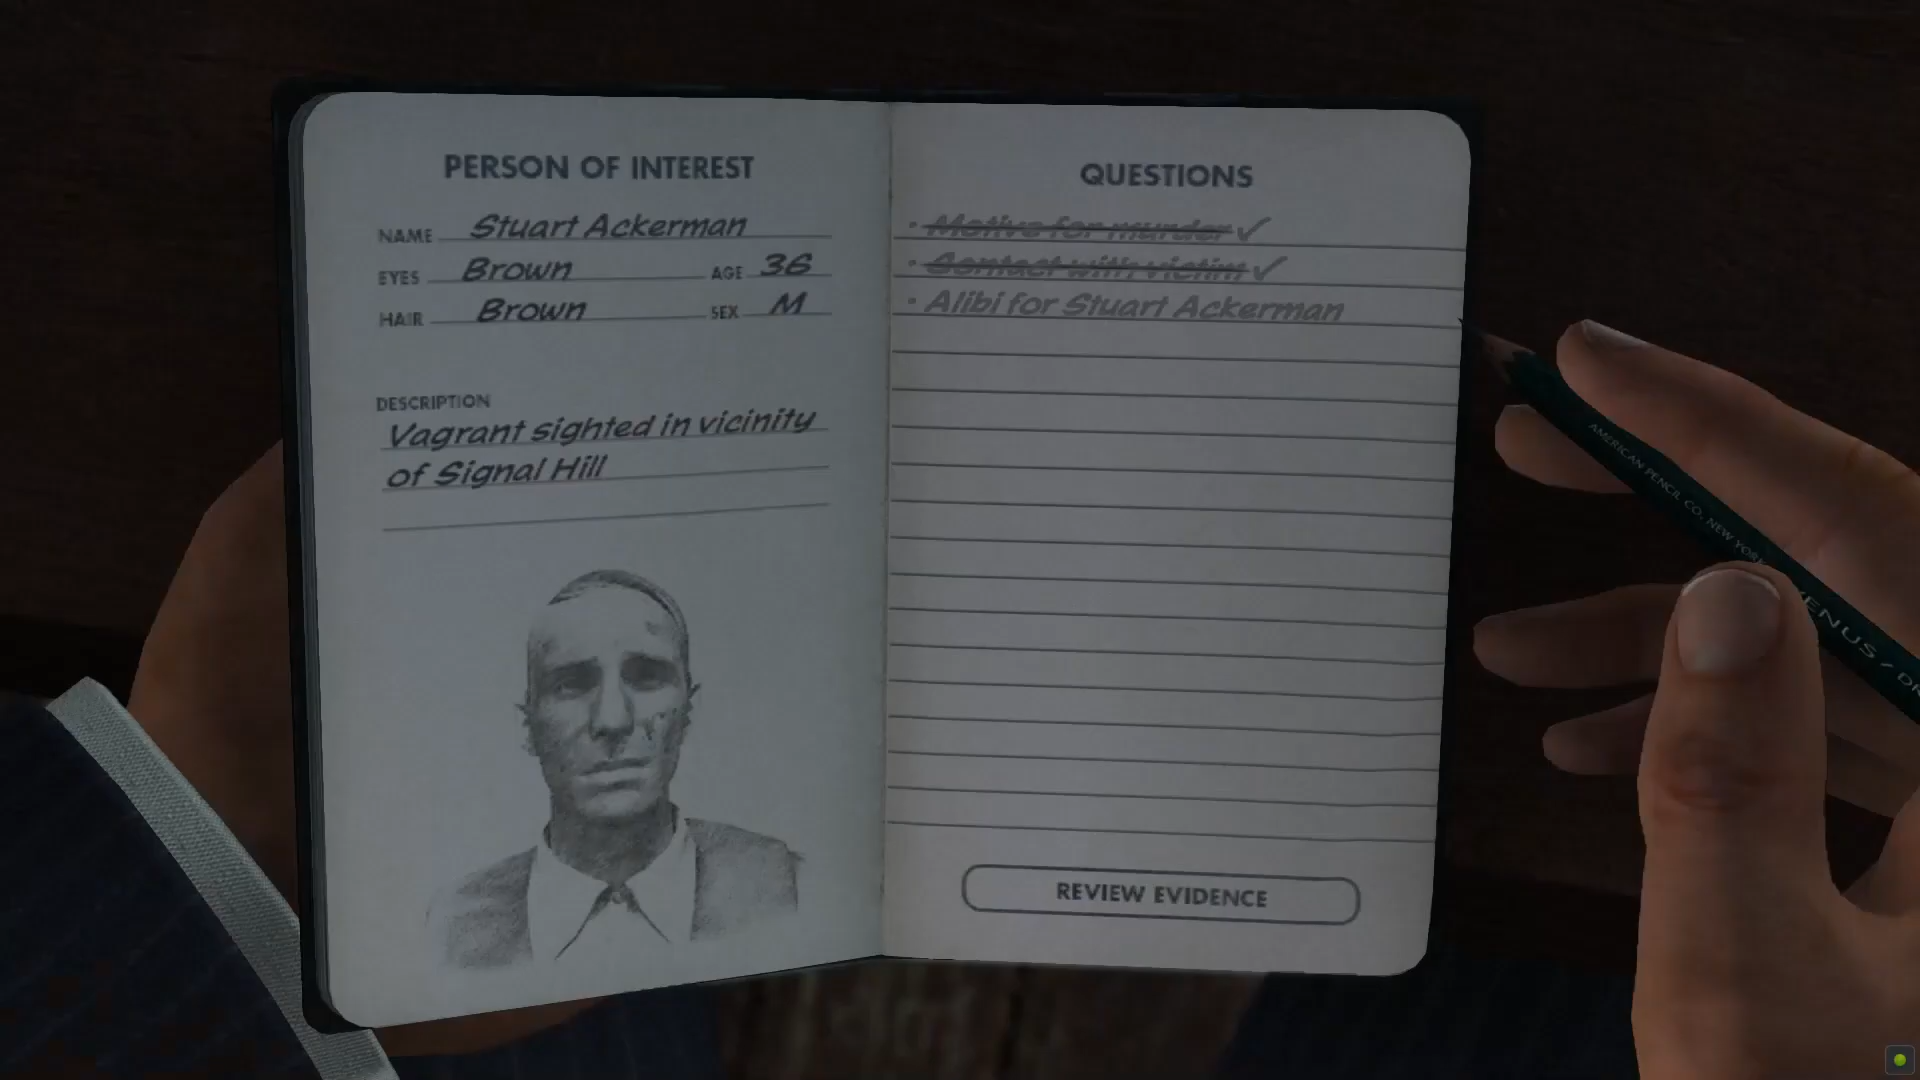 PERSON OF INTEREST
NAME Stuart Ackerman
EYES Brown AGE 36
HAIR Brown SEX M
DESCRIPTION
Vagrant sighted in vicinity
of Signal Hill
QUESTIONS
• Motive for murder ✓
• Contact with victim ✓
• Alibi for Stuart Ackerman
REVIEW EVIDENCE
AMERICAN PENCIL CO. NEW YORK
VENUS / DR